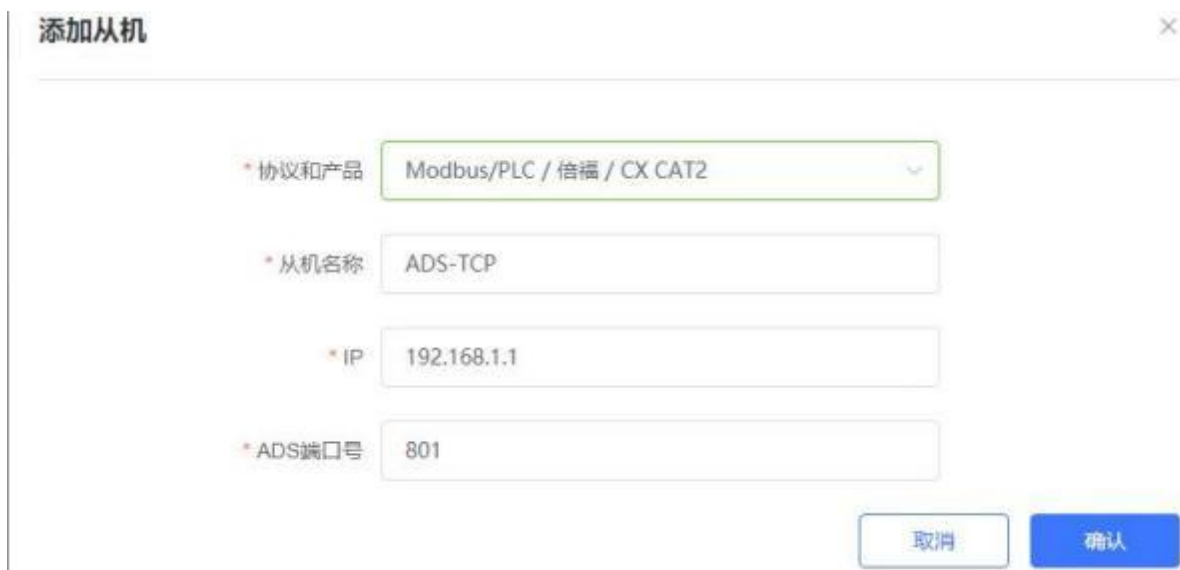 添加从机
* 协议和产品 Modbus/PLC / 倍福 / CX CAT2
* 从机名称 ADS-TCP
* IP 192.168.1.1
* ADS端口号 801
取消 确认